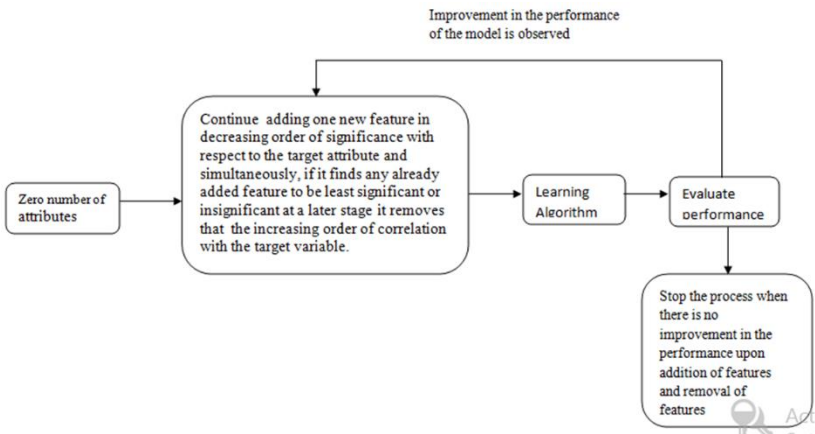 Improvement in the performance
of the model is observed
Continue adding one new feature in
decreasing order of significance with
respect to the target attribute and
simultaneously, if it finds any already
added feature to be least significant or
insignificant at a later stage it removes
that the increasing order of correlation
with the target variable.
Zero number of
attributes
Learning
Algorithm
Evaluate
performance
Stop the process when
there is no
improvement in the
performance upon
addition of features
and removal of
features
Act